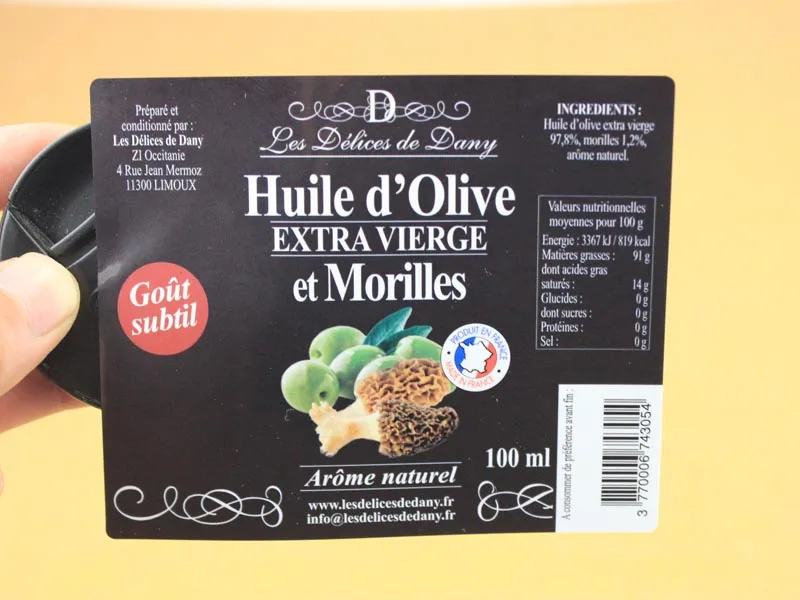 Préparé et
conditionné par :
Les Délices de Dany
ZI Occitanie
4 Rue Jean Mermoz
11300 LIMOUX
Goût
subtil
D
Les Délices de Dany
Huile d'Olive
EXTRA VIERGE
et Morilles
PRODUIT EN FRANCE
MADE IN FRANCE
Arôme naturel
100 ml
www.lesdelicesdedany.fr
info@lesdelicesdedany.fr
INGREDIENTS :
Huile d'olive extra vierge
97,8%, morilles 1,2%,
arôme naturel.
Valeurs nutritionnelles
moyennes pour 100 g
Energie : 3367 kJ / 819 kcal
Matières grasses : 91 g
dont acides gras
saturés : 14 g
Glucides : 0 g
dont sucres : 0 g
Protéines : 0 g
Sel : 0 g
A consommer de préférence avant fin :
3 770006 743054